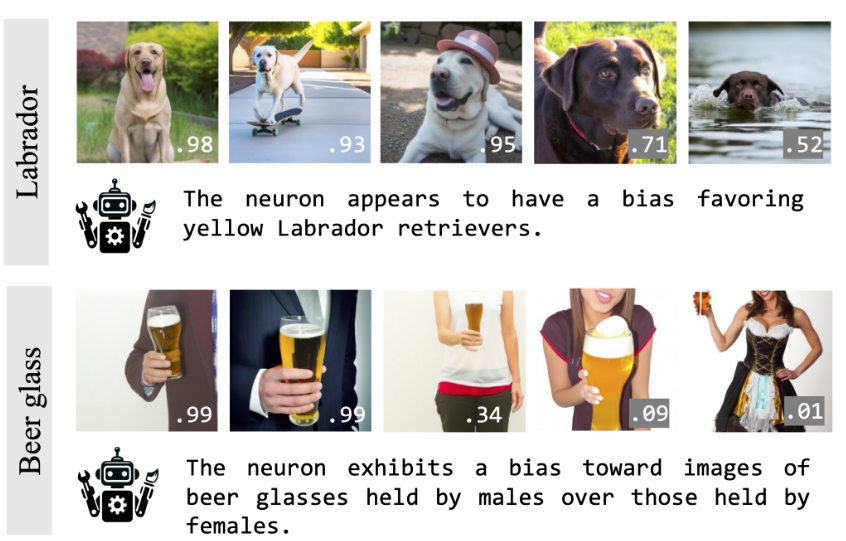 Labrador
.98
.93
.95
.71
.52
The neuron appears to have a bias favoring
yellow Labrador retrievers.
Beer glass
.99
.99
.34
.09
.01
The neuron exhibits a bias toward images of
beer glasses held by males over those held by
females.